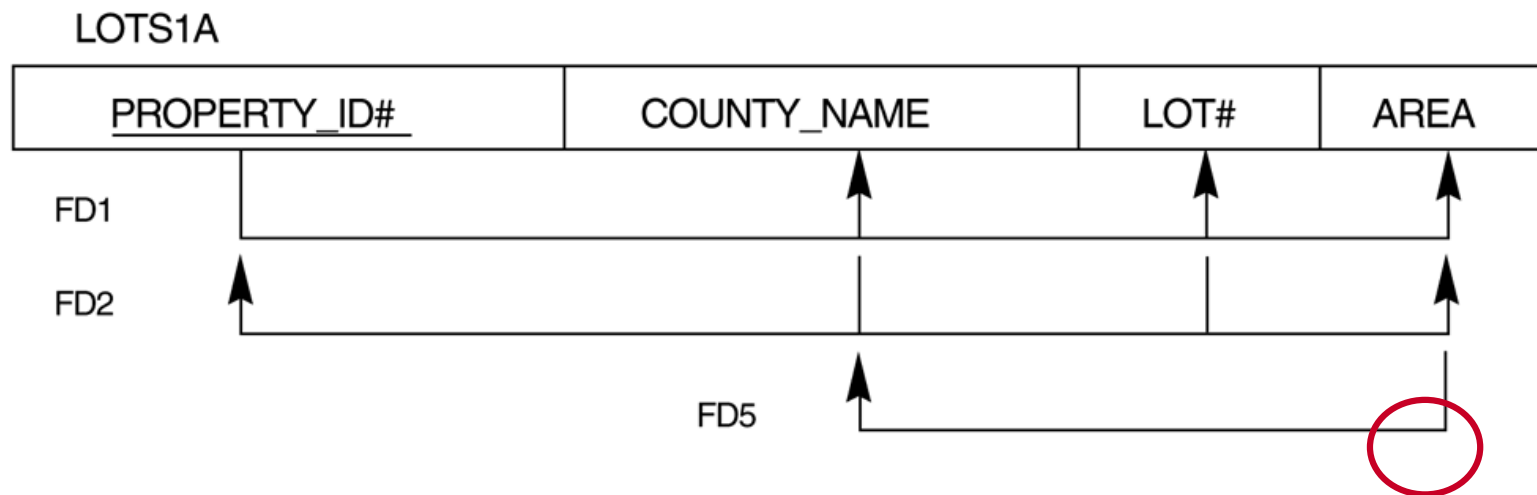 LOTS1A
PROPERTY_ID# COUNTY_NAME LOT# AREA
FD1
FD2
FD5